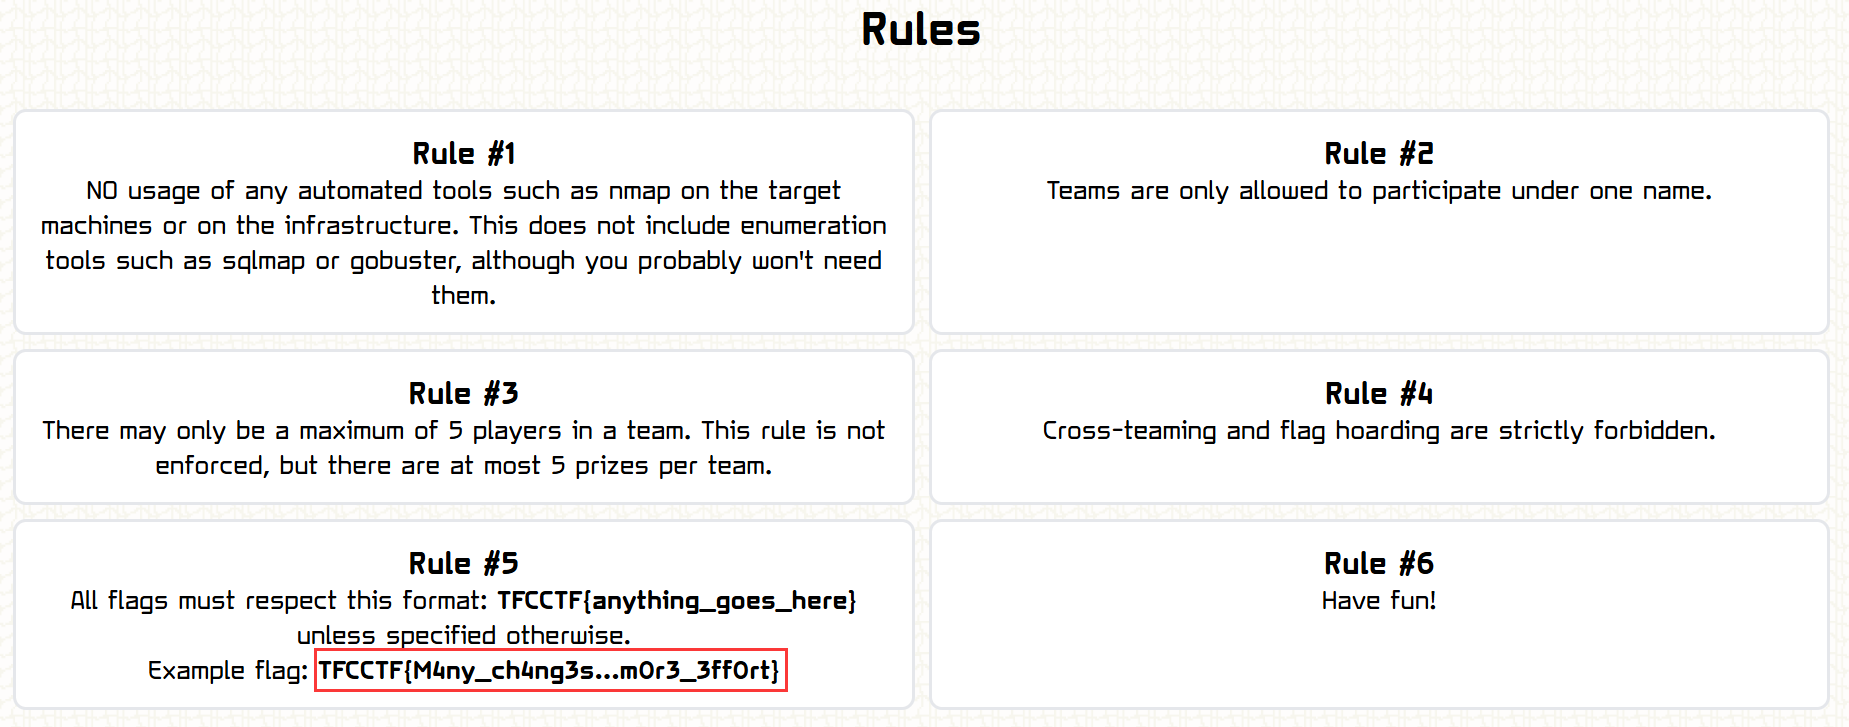 Rules
Rule #1
NO usage of any automated tools such as nmap on the target
machines or on the infrastructure. This does not include enumeration
tools such as sqlmap or gobuster, although you probably won't need
them.
Rule #2
Teams are only allowed to participate under one name.
Rule #3
There may only be a maximum of 5 players in a team. This rule is not
enforced, but there are at most 5 prizes per team.
Rule #4
Cross-teaming and flag hoarding are strictly forbidden.
Rule #5
All flags must respect this format: TFCCTF{anything_goes_here}
unless specified otherwise.
Example flag: TFCCTF{M4ny_ch4ng3s...m0r3_3ff0rt}
Rule #6
Have fun!